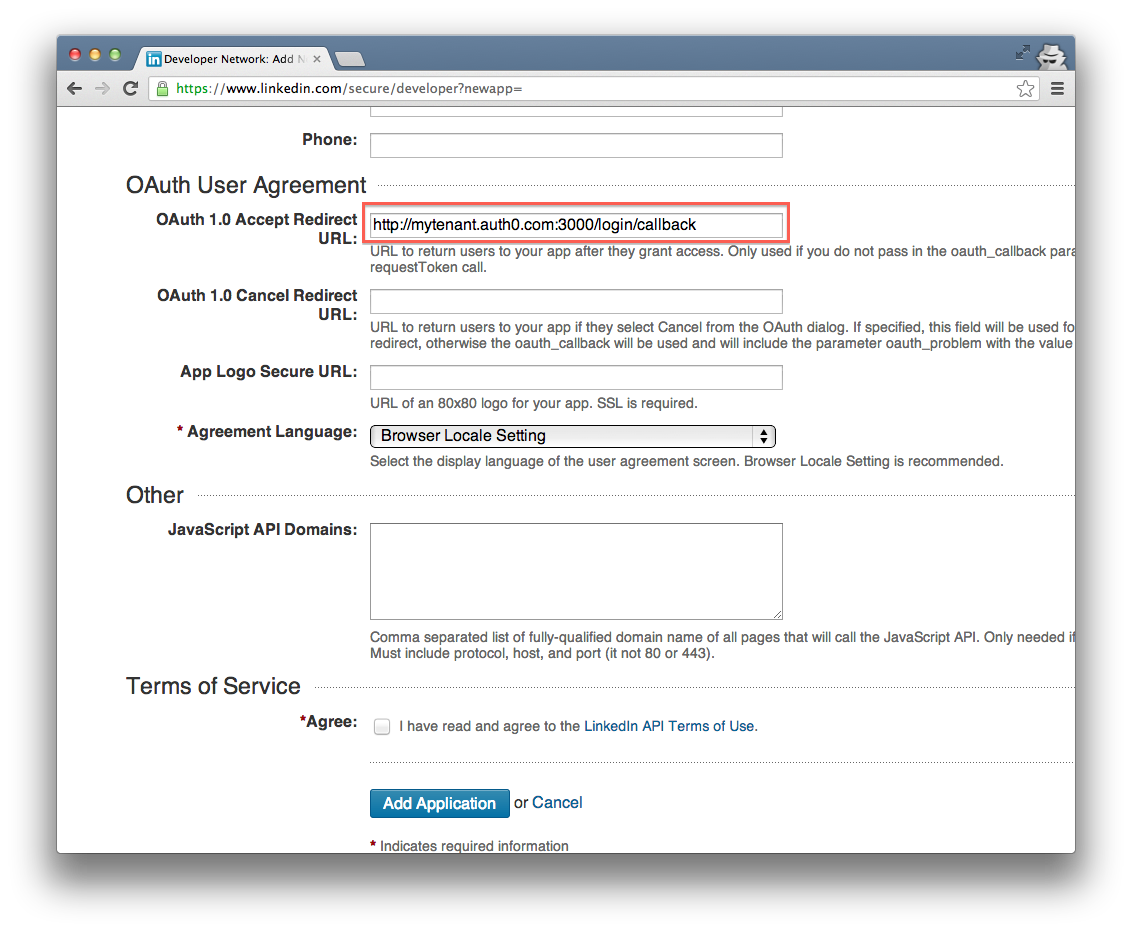 in Developer Network: Add N
https://www.linkedin.com/secure/developer?newapp=
Phone:
OAuth User Agreement
OAuth 1.0 Accept Redirect
URL:
http://mytenant.auth0.com:3000/login/callback
URL to return users to your app after they grant access. Only used if you do not pass in the oauth_callback para
requestToken call.
OAuth 1.0 Cancel Redirect
URL:
URL to return users to your app if they select Cancel from the OAuth dialog. If specified, this field will be used fo
redirect, otherwise the oauth_callback will be used and will include the parameter oauth_problem with the value
App Logo Secure URL:
URL of an 80x80 logo for your app. SSL is required.
* Agreement Language:
Browser Locale Setting
Select the display language of the user agreement screen. Browser Locale Setting is recommended.
Other
JavaScript API Domains:
Comma separated list of fully-qualified domain name of all pages that will call the JavaScript API. Only needed if
Must include protocol, host, and port (it not 80 or 443).
Terms of Service
*Agree:
I have read and agree to the LinkedIn API Terms of Use.
Add Application or Cancel
* Indicates required information